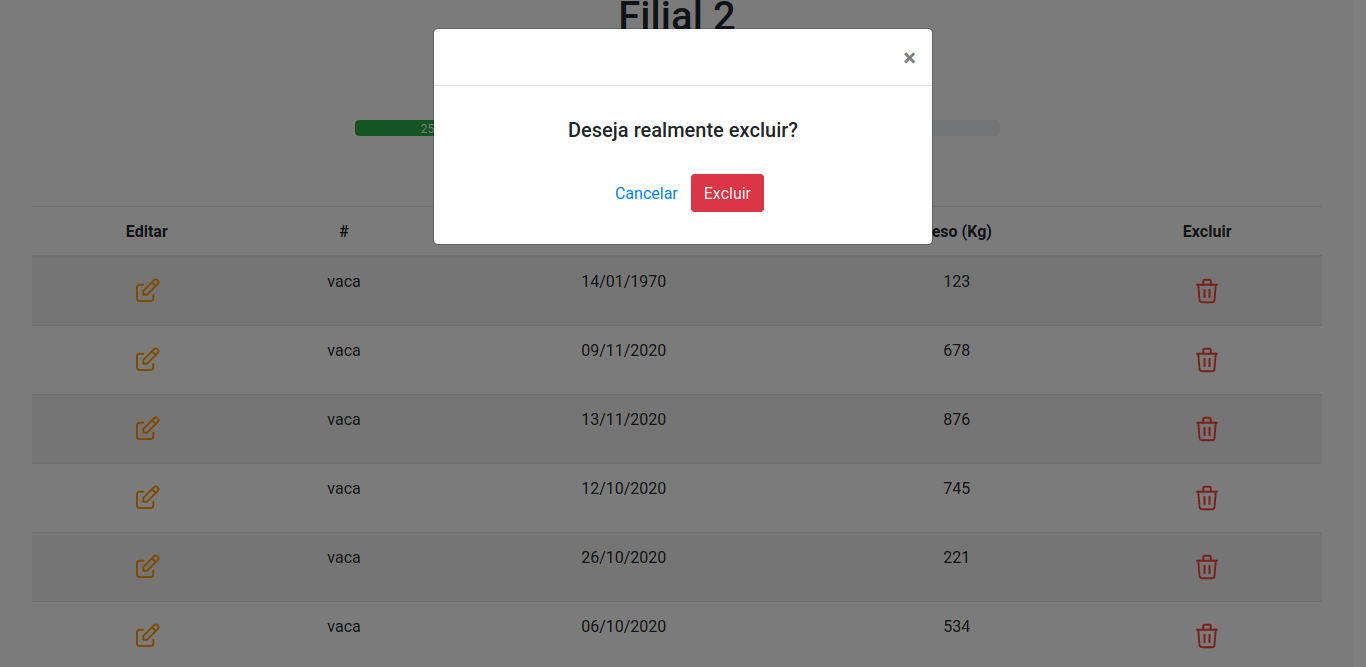 Filial 2
×
Deseja realmente excluir?
Cancelar Excluir
25
Editar # eso (Kg) Excluir
vaca 14/01/1970 123
vaca 09/11/2020 678
vaca 13/11/2020 876
vaca 12/10/2020 745
vaca 26/10/2020 221
vaca 06/10/2020 534